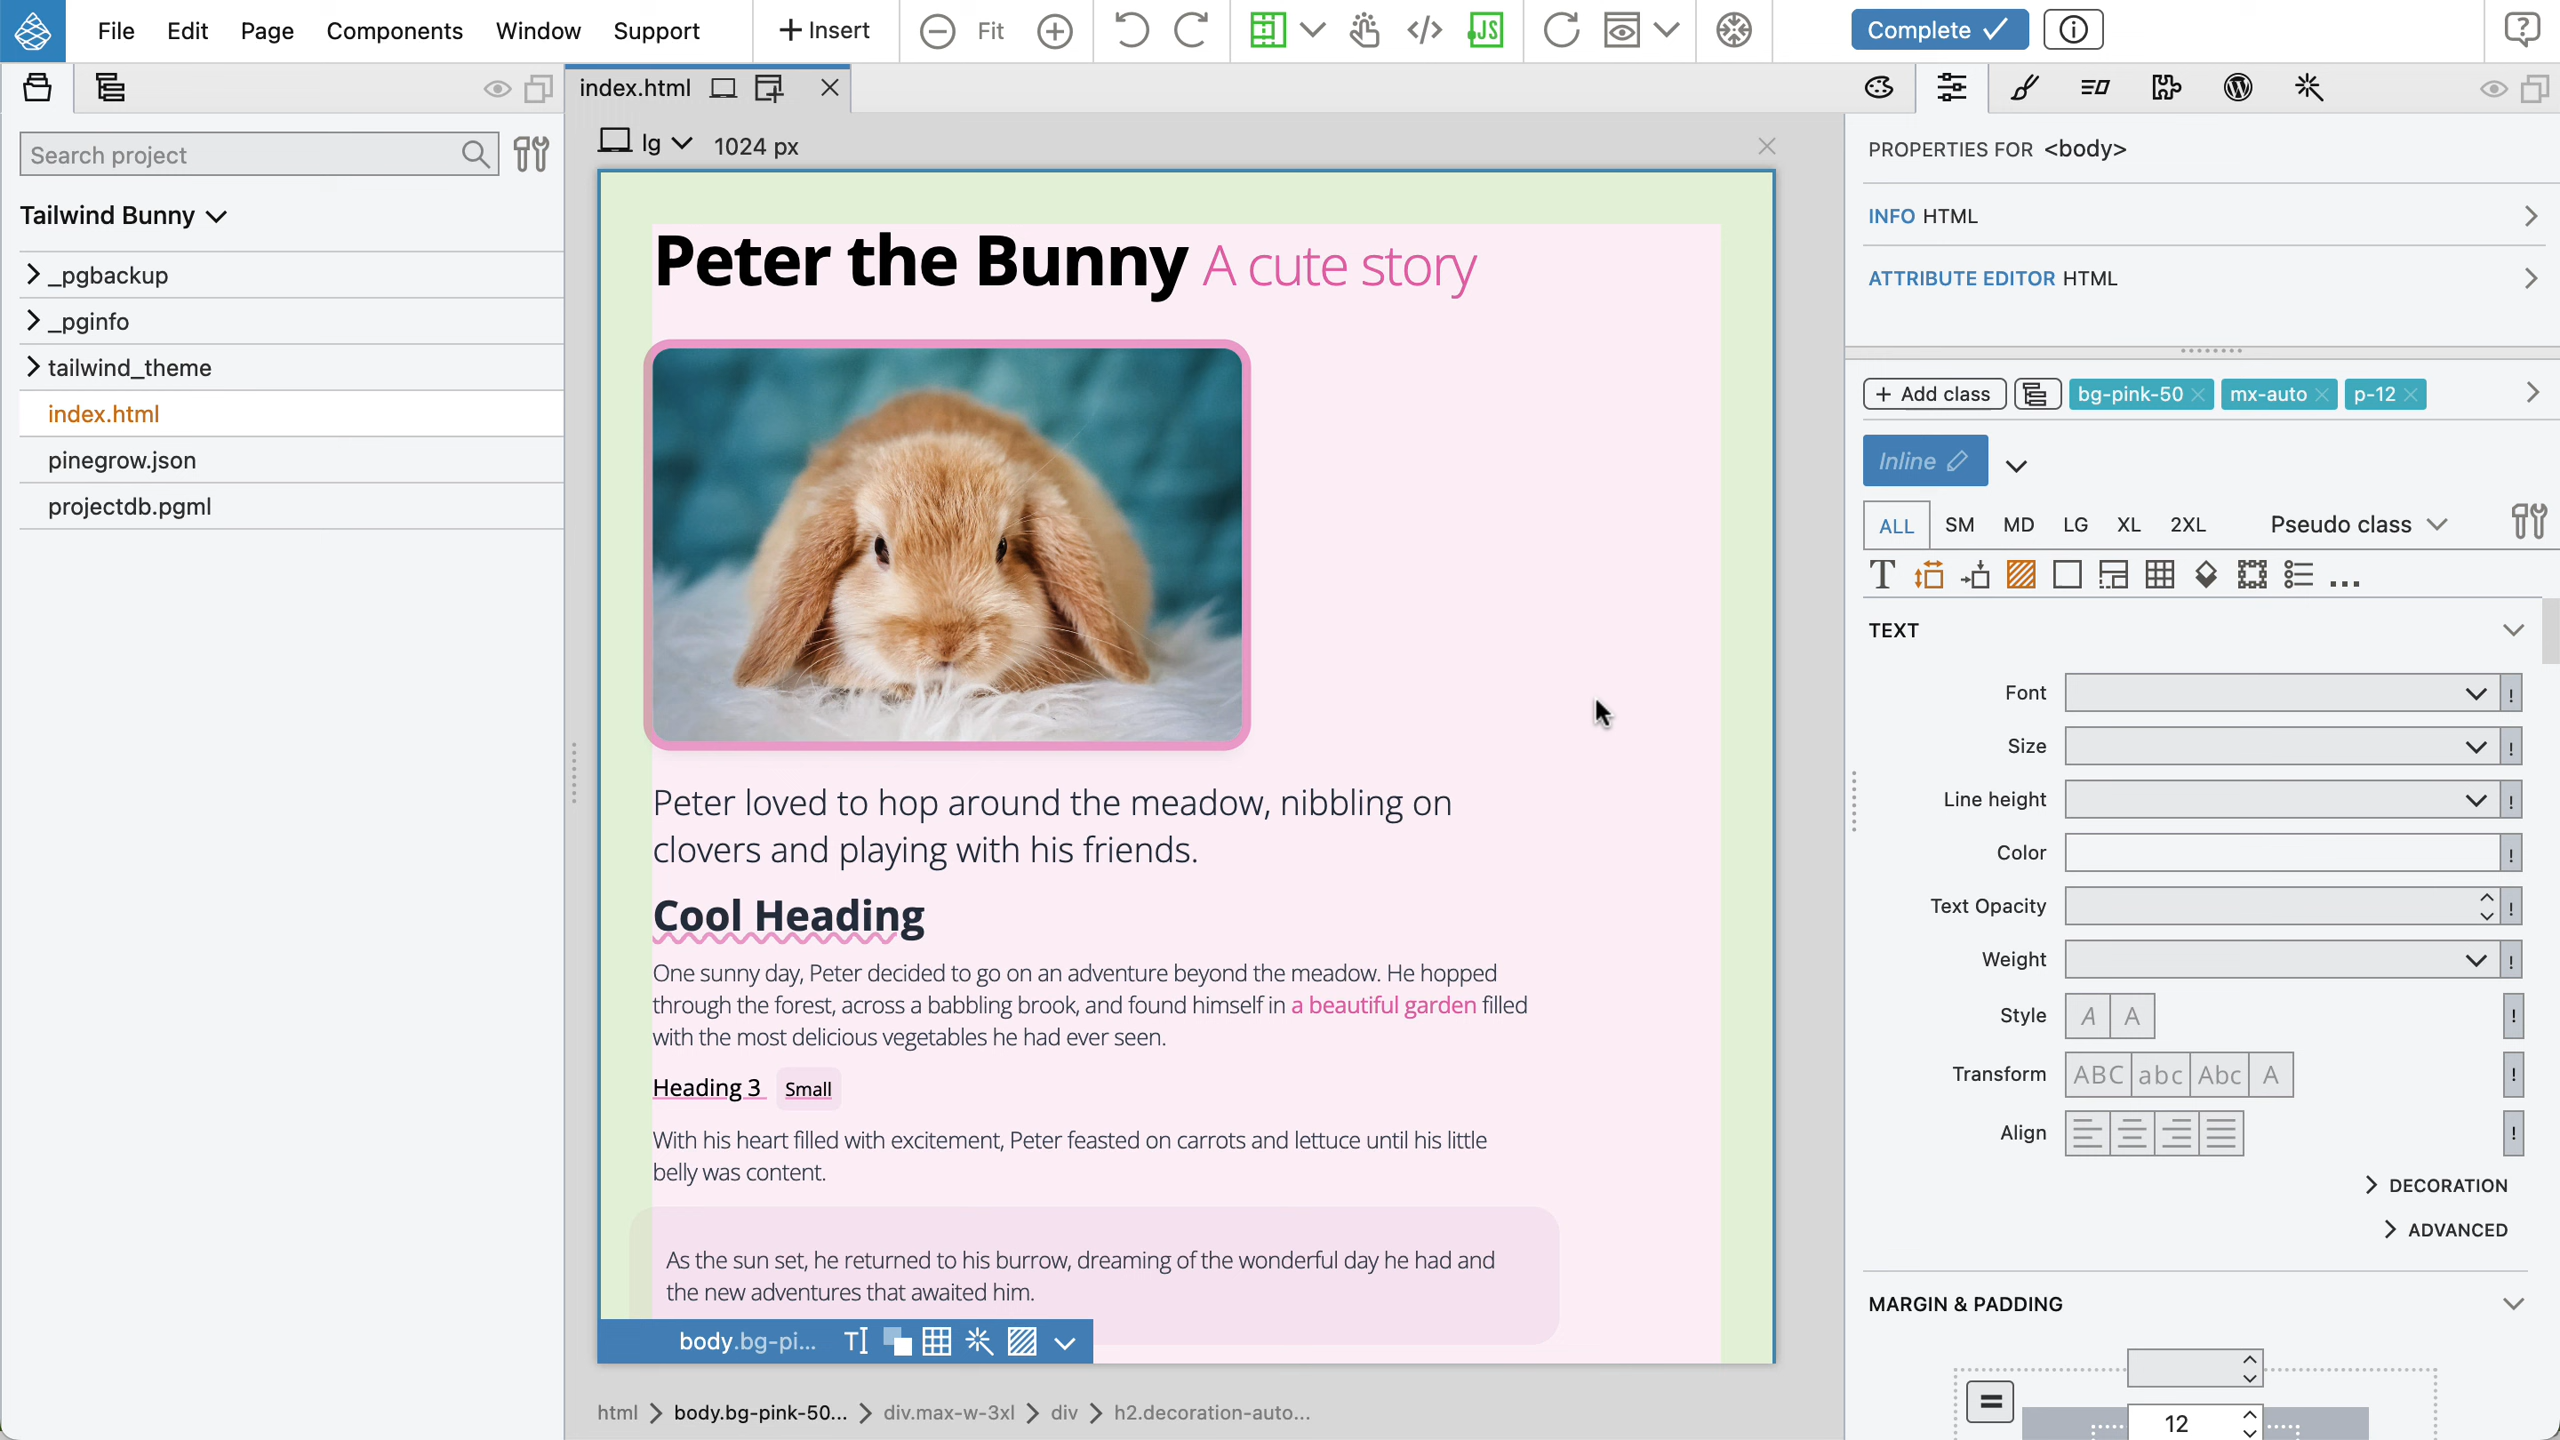 File Edit Page Components Window Support + Insert Fit JS Complete
index.html
lg 1024 px
Search project
Tailwind Bunny
_pgbackup
_pginfo
tailwind_theme
index.html
pinegrow.json
projectdb.pgml
Peter the Bunny A cute story
Peter loved to hop around the meadow, nibbling on
clovers and playing with his friends.
Cool Heading
One sunny day, Peter decided to go on an adventure beyond the meadow. He hopped
through the forest, across a babbling brook, and found himself in a beautiful garden filled
with the most delicious vegetables he had ever seen.
Heading 3 Small
With his heart filled with excitement, Peter feasted on carrots and lettuce until his little
belly was content.
As the sun set, he returned to his burrow, dreaming of the wonderful day he had and
the new adventures that awaited him.
body.bg-pi...
html > body.bg-pink-50... > div.max-w-3xl > div > h2.decoration-auto...
PROPERTIES FOR <body>
INFO HTML
ATTRIBUTE EDITOR HTML
+ Add class bg-pink-50 × mx-auto × p-12 ×
Inline
ALL SM MD LG XL 2XL Pseudo class
TEXT
Font !
Size !
Line height !
Color !
Text Opacity !
Weight !
Style A A !
Transform ABC abc Abc A !
Align !
DECORATION
ADVANCED
MARGIN & PADDING
=
12